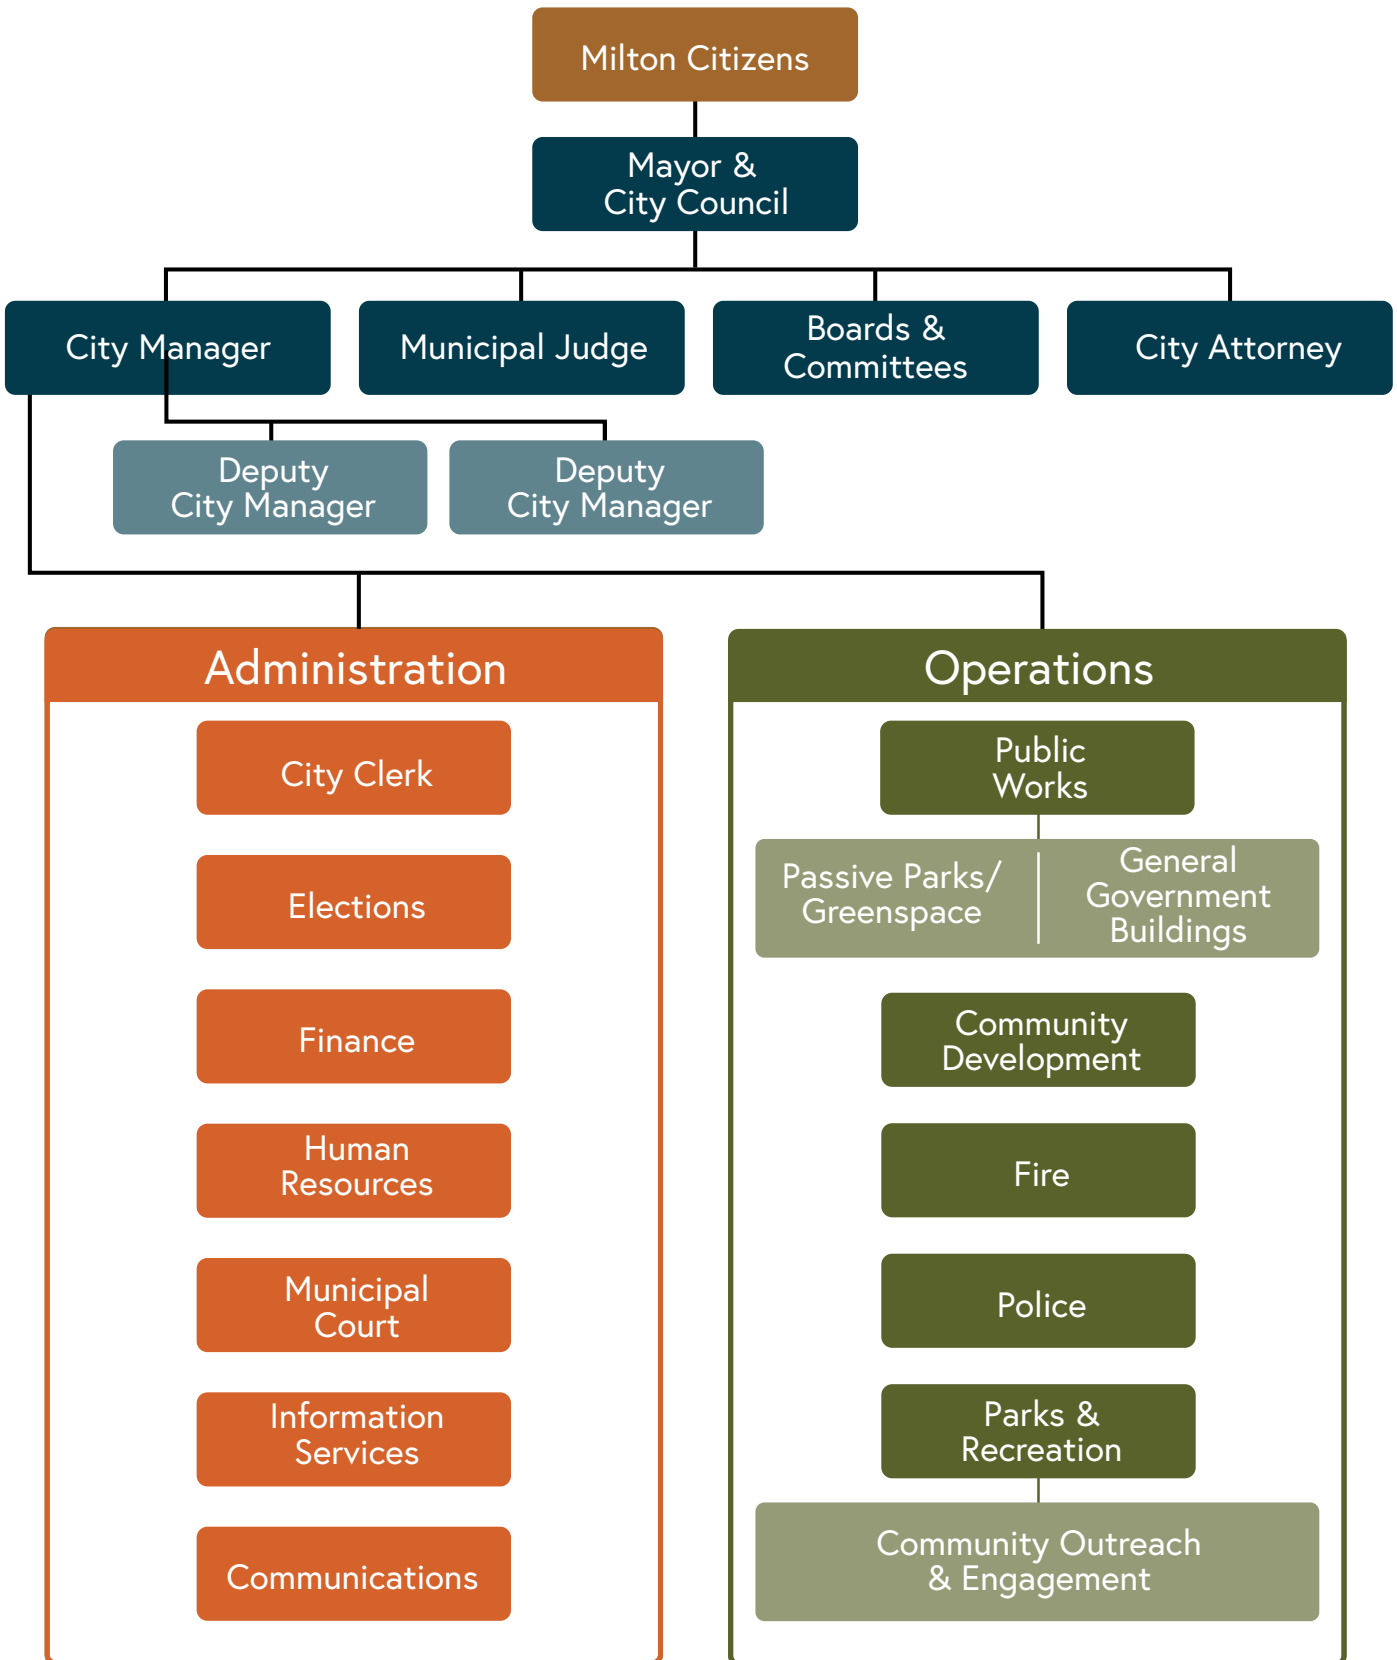 Milton Citizens
Mayor &
City Council
City Manager
Municipal Judge
Boards &
Committees
City Attorney
Deputy
City Manager
Deputy
City Manager
Administration
City Clerk
Elections
Finance
Human
Resources
Municipal
Court
Information
Services
Communications
Operations
Public
Works
Passive Parks/
Greenspace
General
Government
Buildings
Community
Development
Fire
Police
Parks &
Recreation
Community Outreach
& Engagement